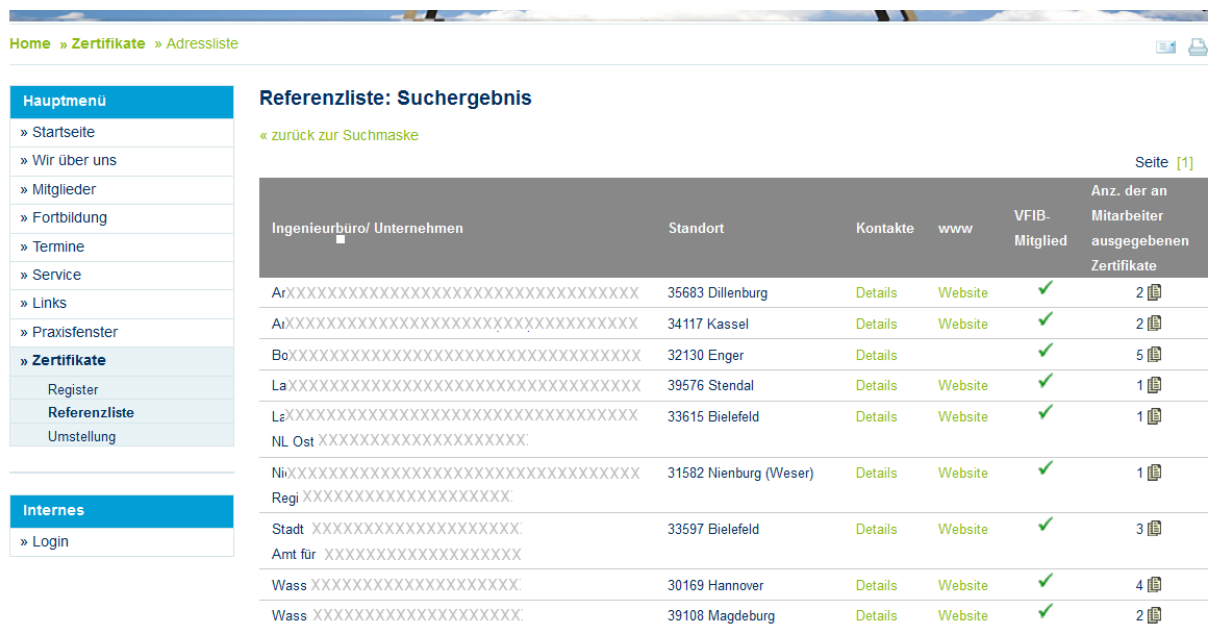 Home » Zertifikate » Adressliste
Hauptmenü
» Startseite
» Wir über uns
» Mitglieder
» Fortbildung
» Termine
» Service
» Links
» Praxisfenster
» Zertifikate
Register
Referenzliste
Umstellung
Internes
» Login
Referenzliste: Suchergebnis
« zurück zur Suchmaske
Seite [1]
Ingenieurbüro/ Unternehmen Standort Kontakte www VFIB-Mitglied Anz. der an Mitarbeiter ausgegebenen Zertifikate
35683 Dillenburg Details Website 2
34117 Kassel Details Website 2
32130 Enger Details 5
39576 Stendal Details Website 1
33615 Bielefeld Details Website 1
NL Ost
31582 Nienburg (Weser) Details Website 1
Regi
Stadt 33597 Bielefeld Details Website 3
Amt für
Wass 30169 Hannover Details Website 4
Wass 39108 Magdeburg Details Website 2